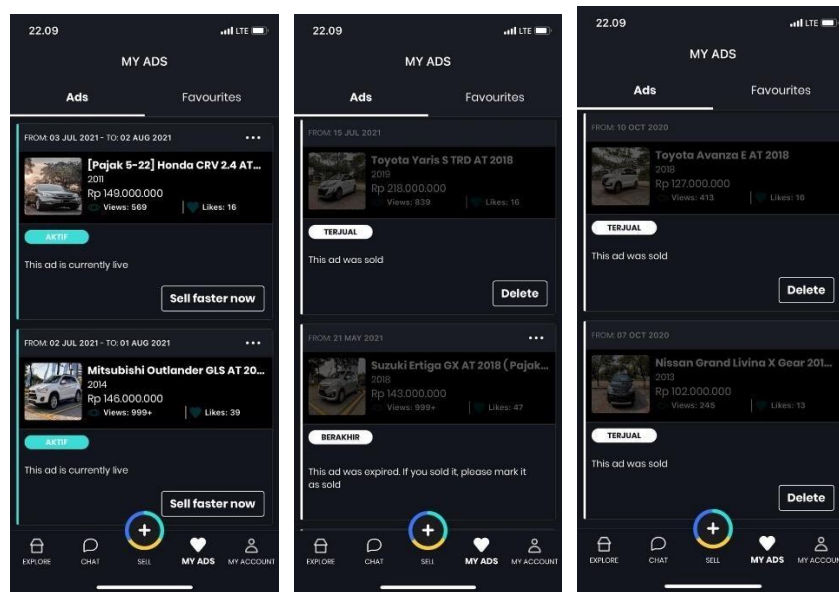 22.09
LTE
MY ADS
Ads
Favourites
FROM: 03 JUL 2021 - TO: 02 AUG 2021
[Pajak 5-22] Honda CRV 2.4 AT...
2011
Rp 149.000.000
Views: 569
Likes: 16
AKTIF
This ad is currently live
Sell faster now
FROM: 02 JUL 2021 - TO: 01 AUG 2021
Mitsubishi Outlander GLS AT 20...
2014
Rp 146.000.000
Views: 999+
Likes: 39
AKTIF
This ad is currently live
Sell faster now
EXPLORE
CHAT
SELL
MY ADS
MY ACCOUNT
22.09
LTE
MY ADS
Ads
Favourites
FROM: 15 JUL 2021
Toyota Yaris S TRD AT 2018
2019
Rp 218.000.000
Views: 839
Likes: 16
TERJUAL
This ad was sold
Delete
FROM: 21 MAY 2021
Suzuki Ertiga GX AT 2018 ( Pajak...
2018
Rp 143.000.000
Views: 999+
Likes: 47
BERAKHIR
This ad was expired. If you sold it, please mark it
as sold
EXPLORE
CHAT
SELL
MY ADS
MY ACCOUNT
22.09
LTE
MY ADS
Ads
Favourites
FROM: 10 OCT 2020
Toyota Avanza E AT 2018
2018
Rp 127.000.000
Views: 413
Likes: 16
TERJUAL
This ad was sold
Delete
FROM: 07 OCT 2020
Nissan Grand Livina X Gear 201...
2013
Rp 102.000.000
Views: 245
Likes: 13
TERJUAL
This ad was sold
Delete
EXPLORE
CHAT
SELL
MY ADS
MY ACCOUN